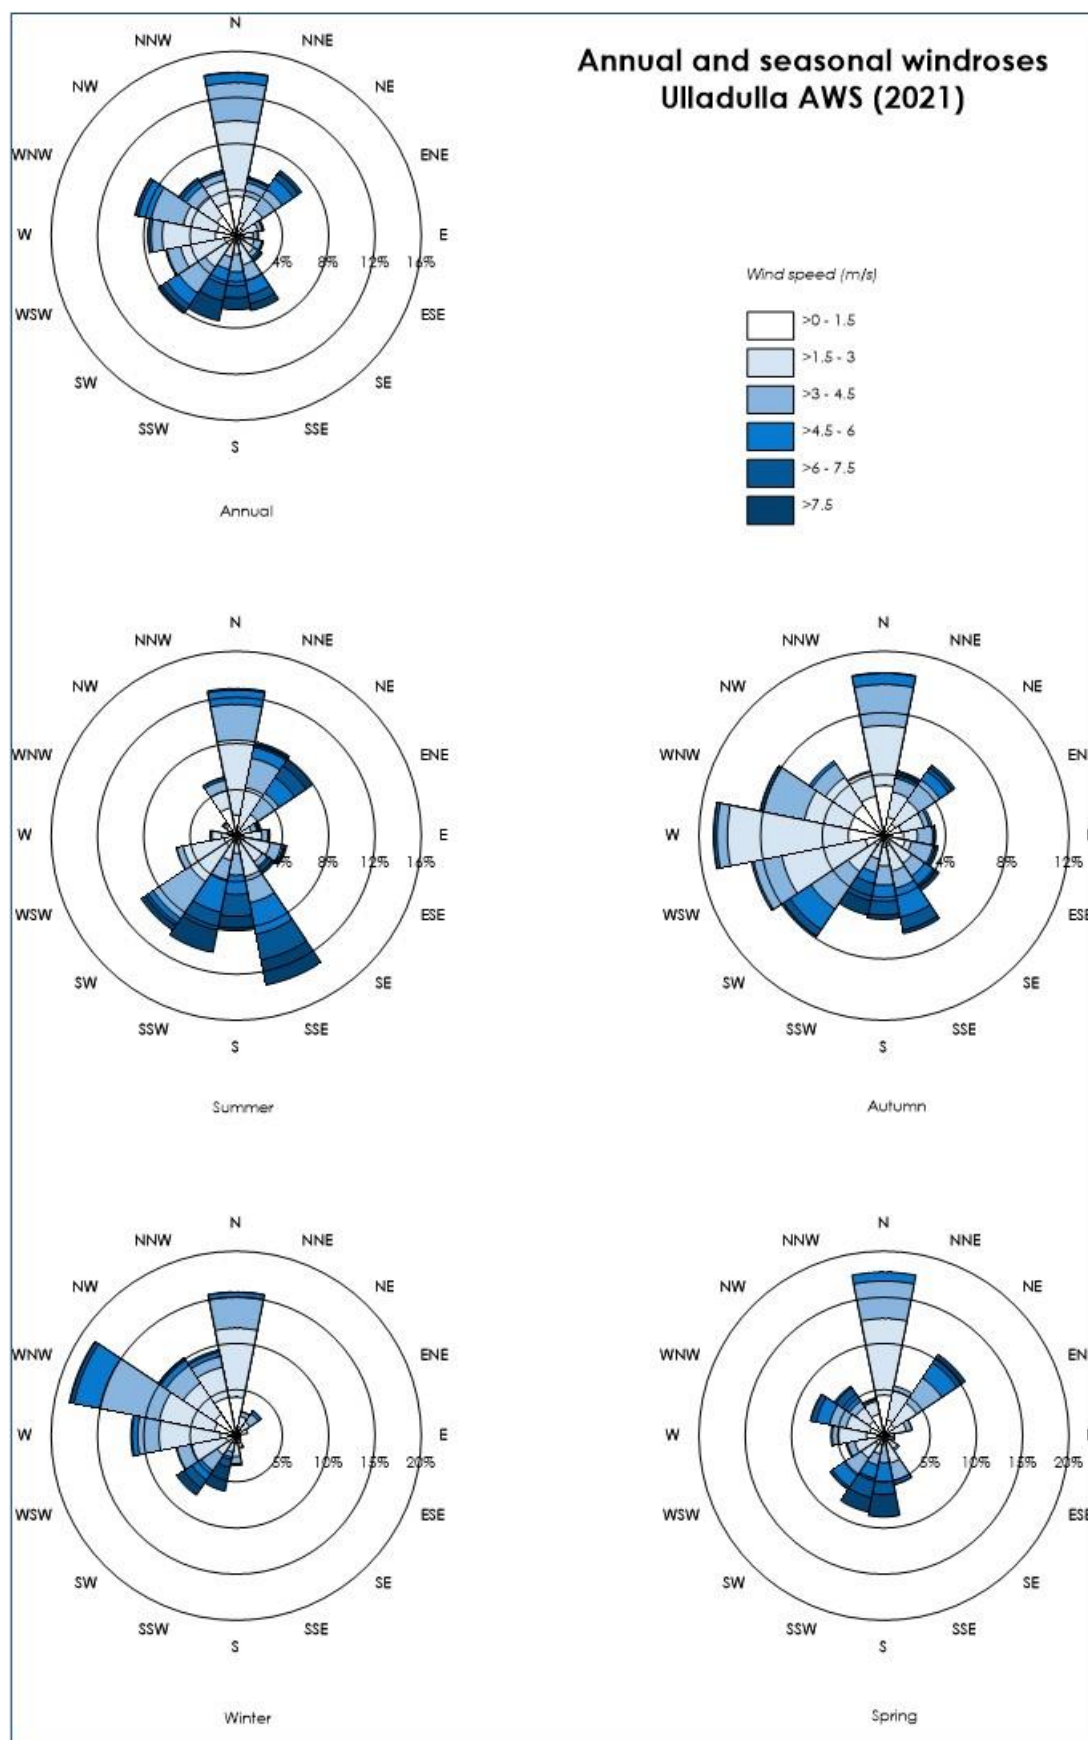 Annual and seasonal windroses
Ulladulla AWS (2021)
N
NNW NNE
NW NE
WNW ENE
W E
4% 8% 12% 16%
WSW ESE
SW SE
SSW SSE
S
Annual
Wind speed (m/s)
>0 - 1.5
>1.5 - 3
>3 - 4.5
>4.5 - 6
>6 - 7.5
>7.5
N
NNW NNE
NW NE
WNW ENE
W E
4% 8% 12% 16%
WSW ESE
SW SE
SSW SSE
S
Summer
N
NNW NNE
NW NE
WNW EN
W
4% 8% 12%
WSW ESE
SW SE
SSW SSE
S
Autumn
N
NNW NNE
NW NE
WNW ENE
W E
5% 10% 15% 20%
WSW ESE
SW SE
SSW SSE
S
Winter
N
NNW NNE
NW NE
WNW EN
W
5% 10% 15% 20%
WSW ESE
SW SE
SSW SSE
S
Spring